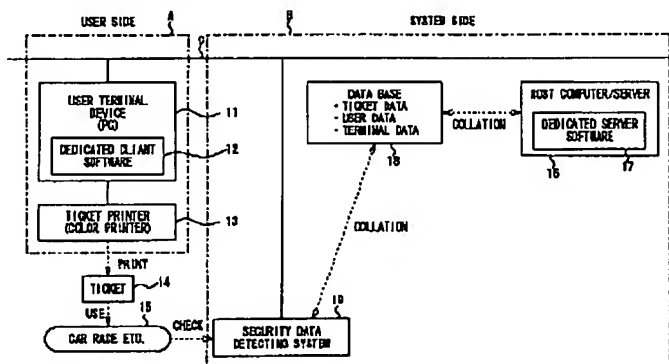 USER SIDE
A
B
SYSTEM SIDE
C
USER TERMINAL
DEVICE
(PC)
11
DEDICATED CLIENT
SOFTWARE
12
TICKET PRINTER
(COLOR PRINTER)
13
PRINT
TICKET
14
USE
15
CAR RACE ETC.
CHECK
DATA BASE
• TICKET DATA
• USER DATA
• TERMINAL DATA
18
COLLATION
HOST COMPUTER/SERVER
DEDICATED SERVER
SOFTWARE
16
17
COLLATION
19
SECURITY DATA
DETECTING SYSTEM